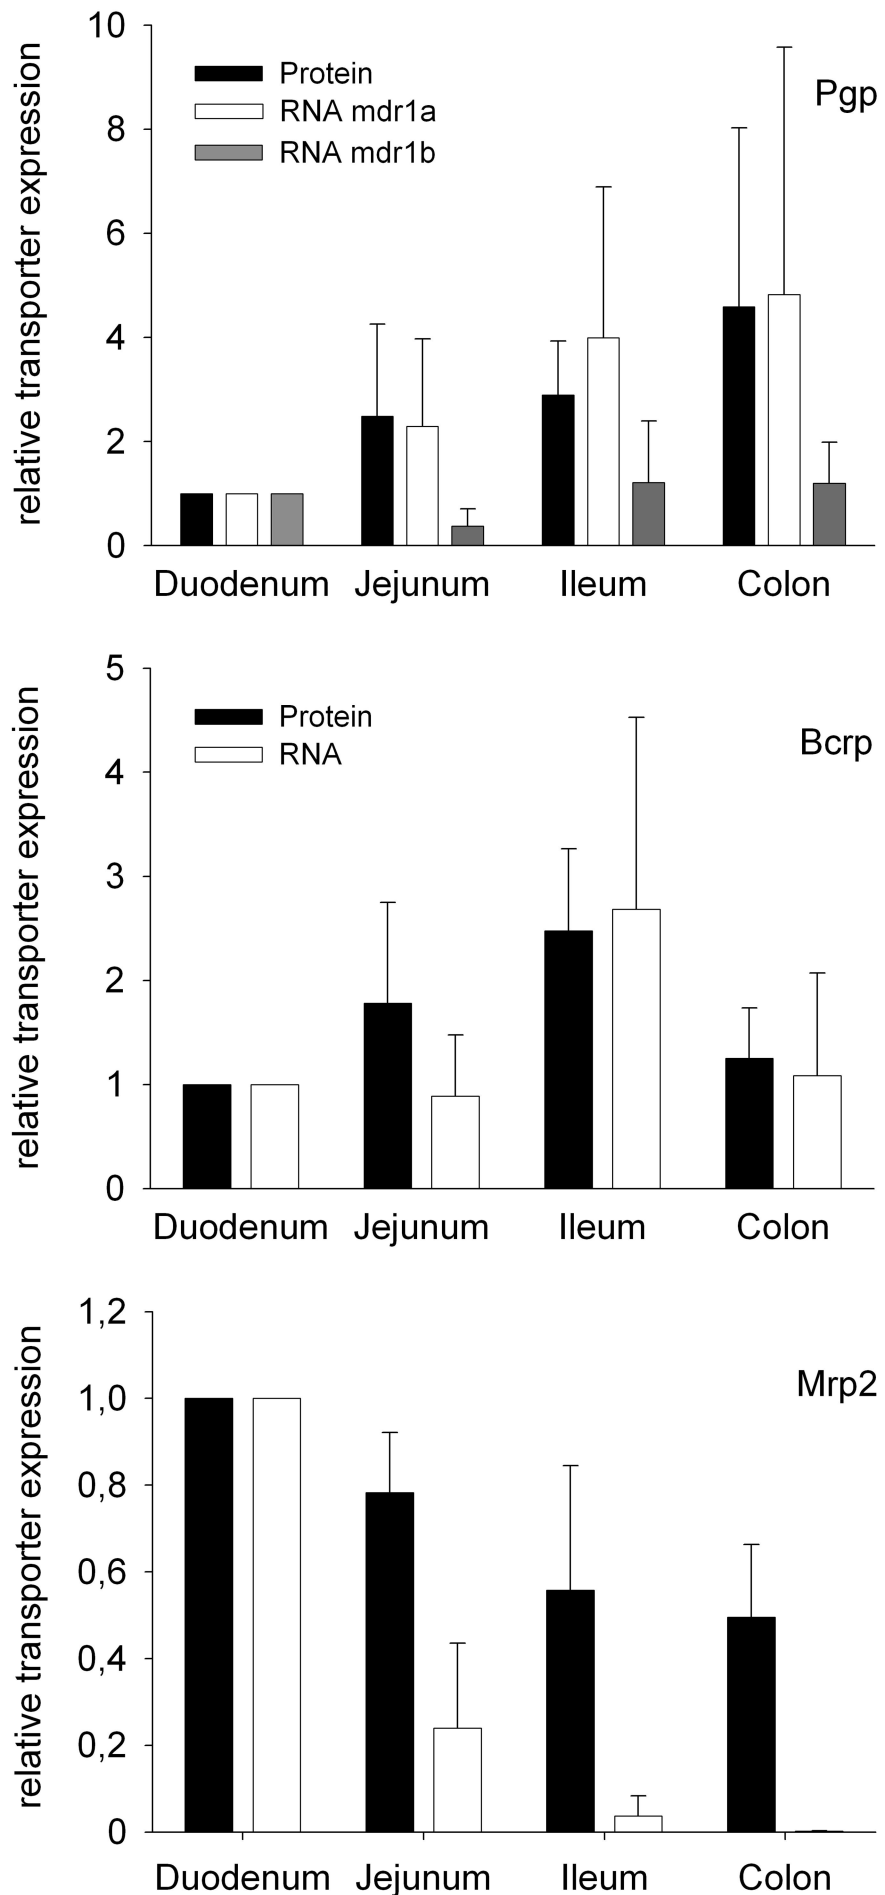 relative transporter expression
10
8
6
4
2
0
Protein
RNA mdr1a
RNA mdr1b
Pgp
Duodenum Jejunum Ileum Colon
relative transporter expression
5
4
3
2
1
0
Protein
RNA
Bcrp
Duodenum Jejunum Ileum Colon
relative transporter expression
1,2
1,0
0,8
0,6
0,4
0,2
0
Mrp2
Duodenum Jejunum Ileum Colon